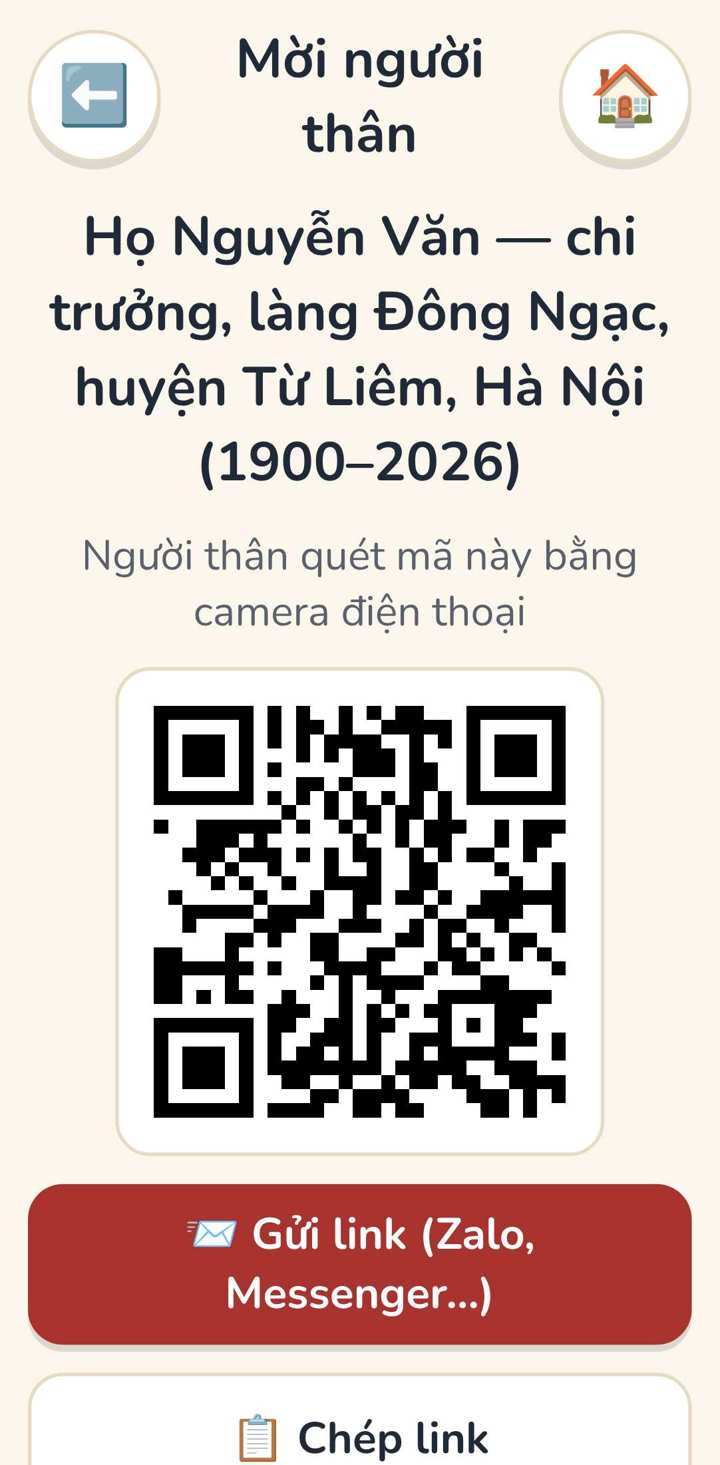 Mời người
thân
Họ Nguyễn Văn — chi
trưởng, làng Đông Ngạc,
huyện Từ Liêm, Hà Nội
(1900–2026)
Người thân quét mã này bằng
camera điện thoại
Gửi link (Zalo,
Messenger...)
Chép link